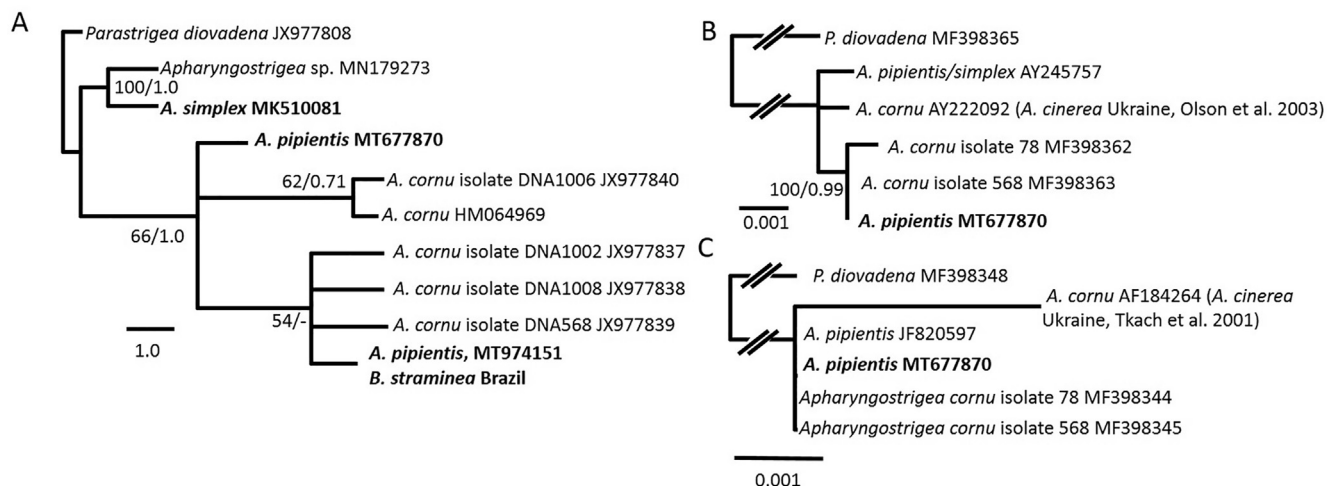 A
Parastrigea diovadena JX977808
Apharyngostrigea sp. MN179273
100/1.0
A. simplex MK510081
A. pipientis MT677870
62/0.71
A. cornu isolate DNA1006 JX977840
A. cornu HM064969
66/1.0
A. cornu isolate DNA1002 JX977837
A. cornu isolate DNA1008 JX977838
54/-
A. cornu isolate DNA568 JX977839
A. pipientis, MT974151
B. straminea Brazil
1.0
B
P. diovadena MF398365
A. pipientis/simplex AY245757
A. cornu AY222092 (A. cinerea Ukraine, Olson et al. 2003)
A. cornu isolate 78 MF398362
A. cornu isolate 568 MF398363
100/0.99
A. pipientis MT677870
0.001
C
P. diovadena MF398348
A. cornu AF184264 (A. cinerea
Ukraine, Tkach et al. 2001)
A. pipientis JF820597
A. pipientis MT677870
Apharyngostrigea cornu isolate 78 MF398344
Apharyngostrigea cornu isolate 568 MF398345
0.001